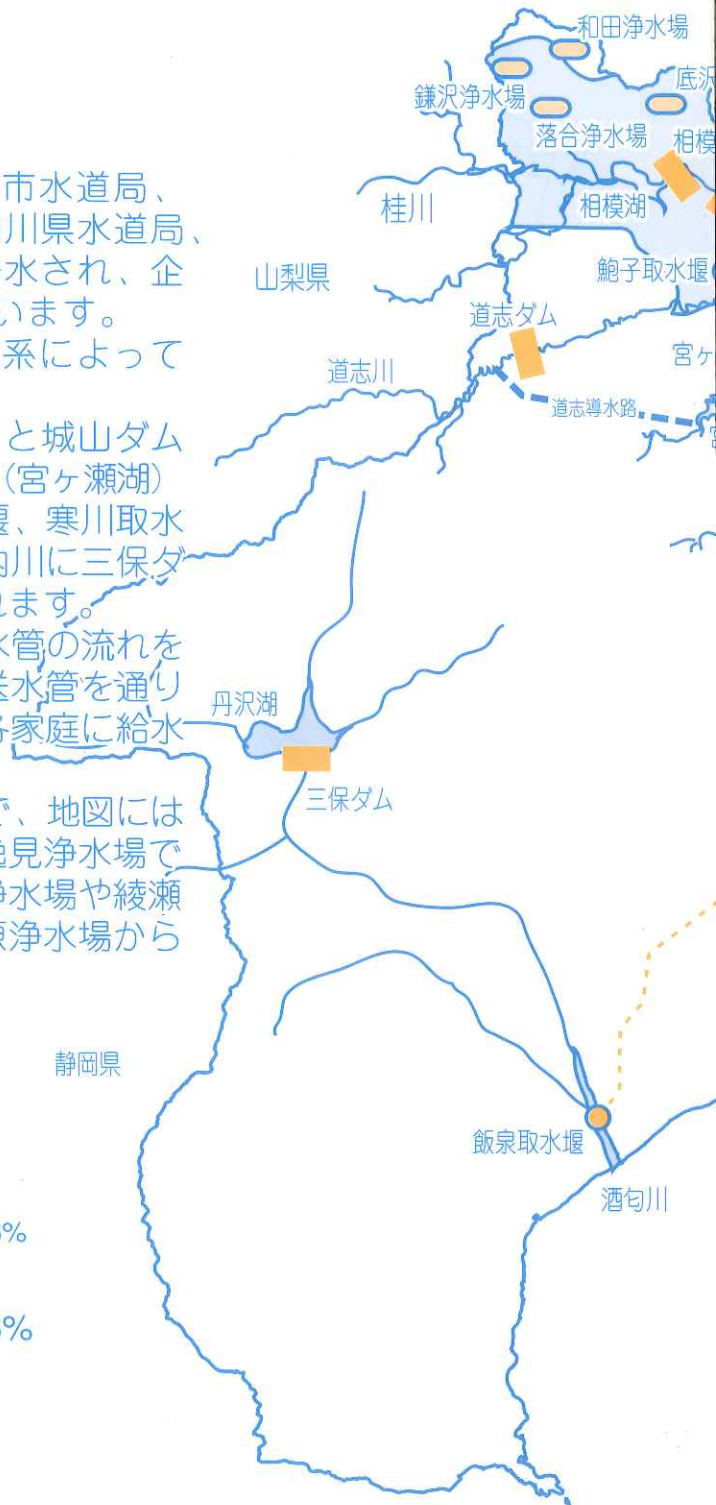 市水道局、
川県水道局、
水され、企
います。
系によって
と城山ダム
（宮ヶ瀬湖）
堰、寒川取水
内川に三保ダ
れます。
水管の流れを
送水管を通り
各家庭に給水
で、地図には
逸見浄水場で
浄水場や綾瀬
原浄水場から
%
%
和田浄水場
鎌沢浄水場
底沢
落合浄水場
相模
桂川
相模湖
山梨県
鮑子取水堰
道志ダム
宮ヶ
道志川
道志導水路
丹沢湖
三保ダム
静岡県
飯泉取水堰
酒匂川